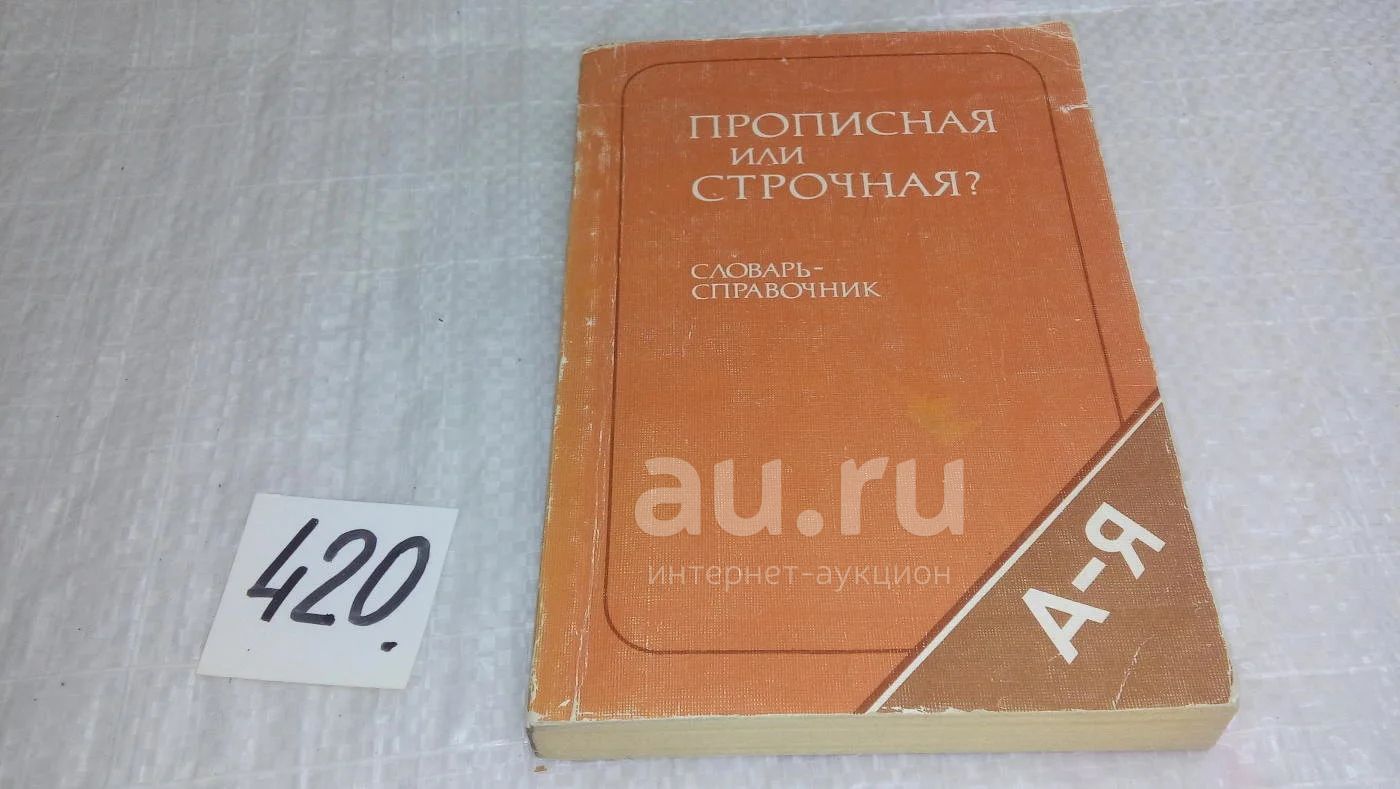 ПРОПИСНАЯ
ИЛИ
СТРОЧНАЯ?
СЛОВАРЬ-
СПРАВОЧНИК
au.ru
интернет-аукцион
А-Я
420.